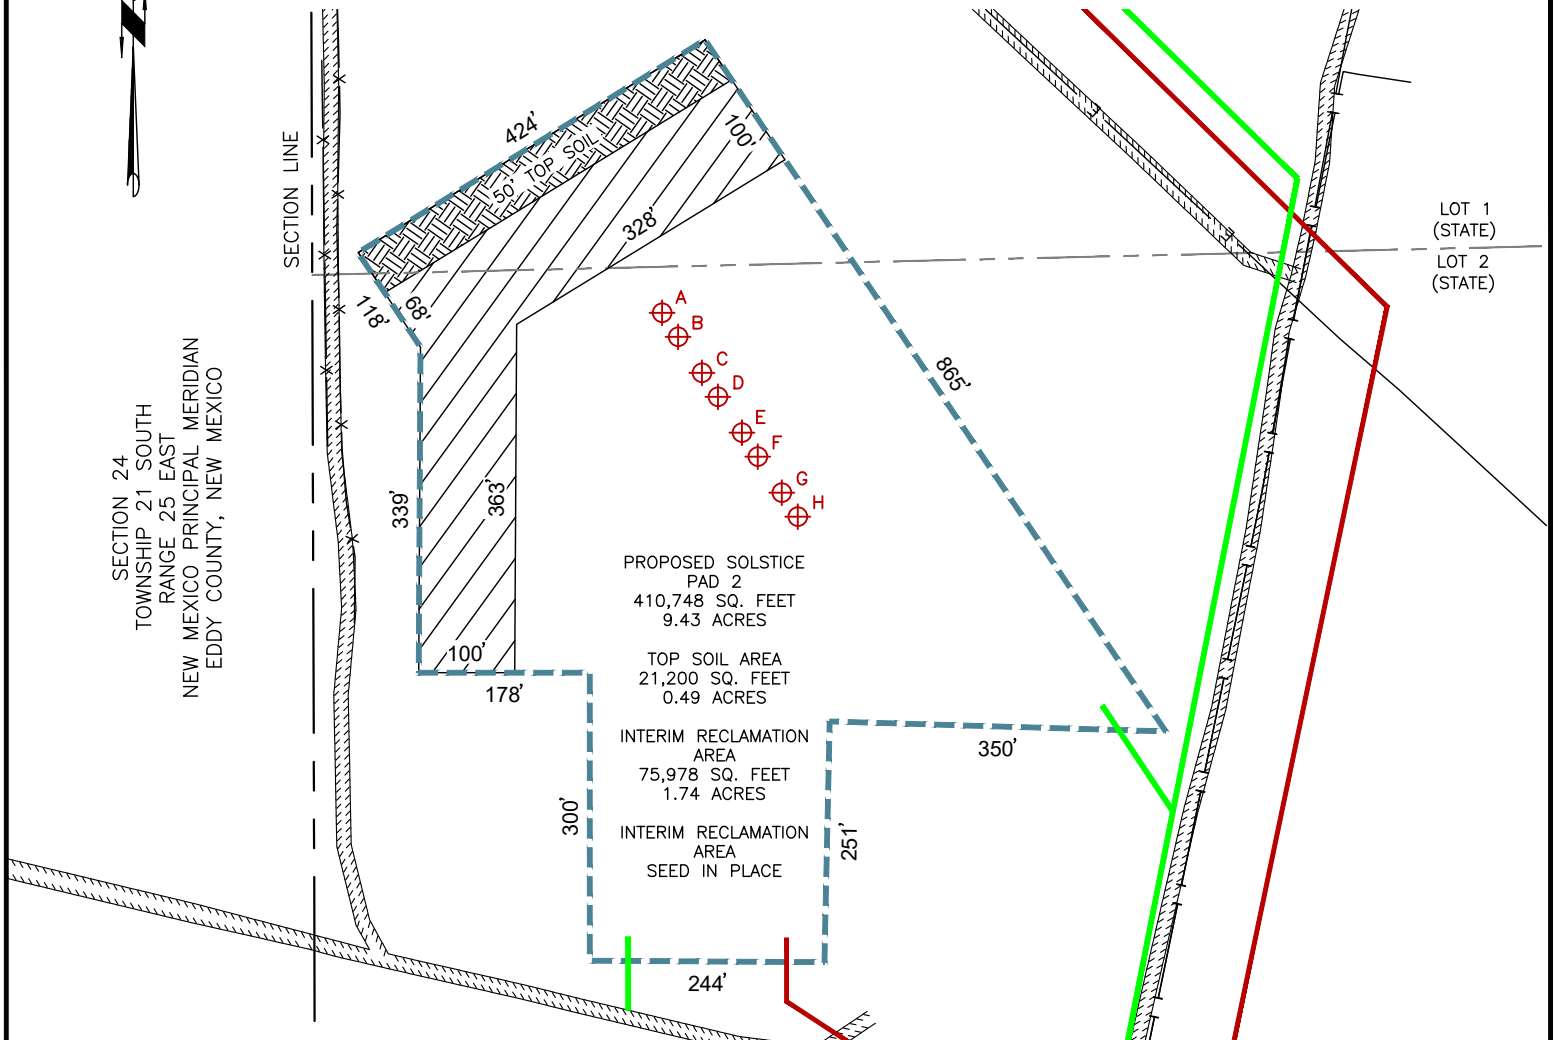 SECTION LINE
SECTION 24
TOWNSHIP 21 SOUTH
RANGE 25 EAST
NEW MEXICO PRINCIPAL MERIDIAN
EDDY COUNTY, NEW MEXICO
424'
50' TOP SOIL
100'
328'
118'
68'
LOT 1
(STATE)
LOT 2
(STATE)
A
B
C
D
E
F
G
H
865'
339'
363'
100'
178'
PROPOSED SOLSTICE
PAD 2
410,748 SQ. FEET
9.43 ACRES
TOP SOIL AREA
21,200 SQ. FEET
0.49 ACRES
INTERIM RECLAMATION
AREA
75,978 SQ. FEET
1.74 ACRES
INTERIM RECLAMATION
AREA
SEED IN PLACE
350'
300'
251'
244'